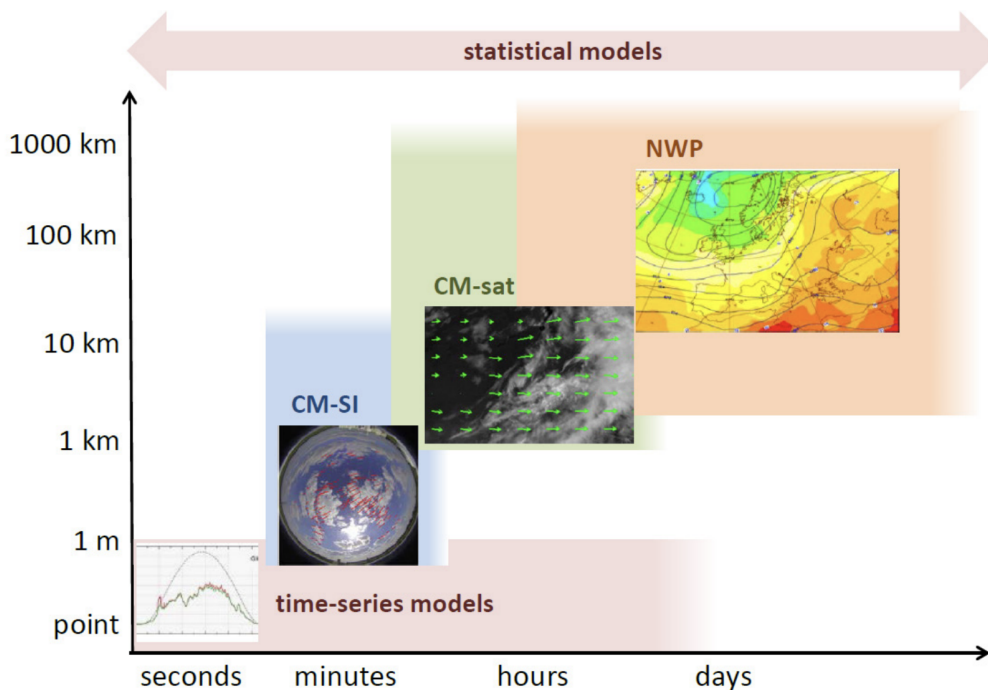 statistical models
1000 km
NWP
100 km
CM-sat
10 km
CM-SI
1 km
1 m
time-series models
point
seconds minutes hours days